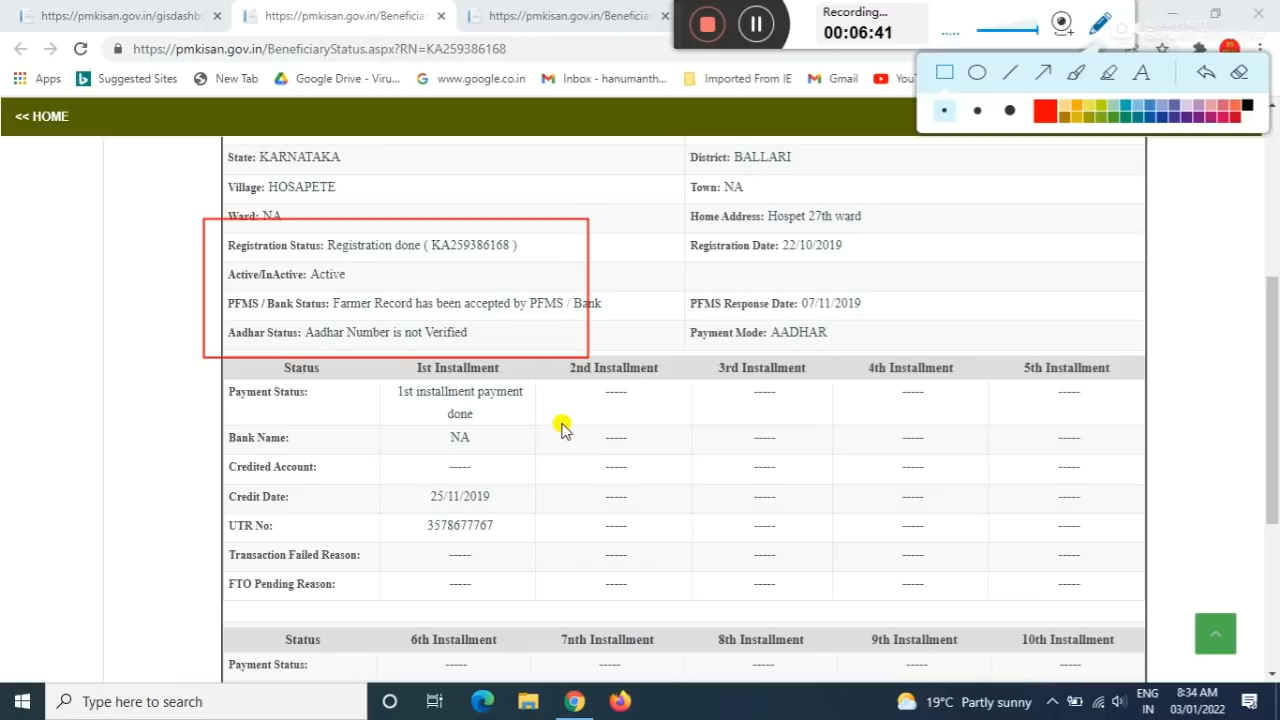 https://pmkisan.gov.in/gisdashbo
https://pmkisan.gov.in/Beneficia
https://pmkisan.gov.in/Beneficia
Recording...
00:06:41
https://pmkisan.gov.in/BeneficiaryStatus.aspx?RN=KA259386168
Apps
Suggested Sites
New Tab
Google Drive - Viru...
www.google.co.in
Inbox - hanumanth...
Imported From IE
Gmail
You
A
<< HOME
State: KARNATAKA
District: BALLARI
Village: HOSAPETE
Town: NA
Ward: NA
Home Address: Hospet 27th ward
Registration Status: Registration done ( KA259386168 )
Registration Date: 22/10/2019
Active/InActive: Active
PFMS / Bank Status: Farmer Record has been accepted by PFMS / Bank
PFMS Response Date: 07/11/2019
Aadhar Status: Aadhar Number is not Verified
Payment Mode: AADHAR
Status Ist Installment 2nd Installment 3rd Installment 4th Installment 5th Installment
Payment Status: 1st installment payment ----- ----- ----- -----
done
Bank Name: NA ----- ----- ----- -----
Credited Account: ----- ----- ----- ----- -----
Credit Date: 25/11/2019 ----- ----- ----- -----
UTR No: 3578677767 ----- ----- ----- -----
Transaction Failed Reason: ----- ----- ----- ----- -----
FTO Pending Reason: ----- ----- ----- ----- -----
Status 6th Installment 7nth Installment 8th Installment 9th Installment 10th Installment
Payment Status: ----- ----- ----- ----- -----
Type here to search
19°C Partly sunny
ENG
IN
8:34 AM
03/01/2022